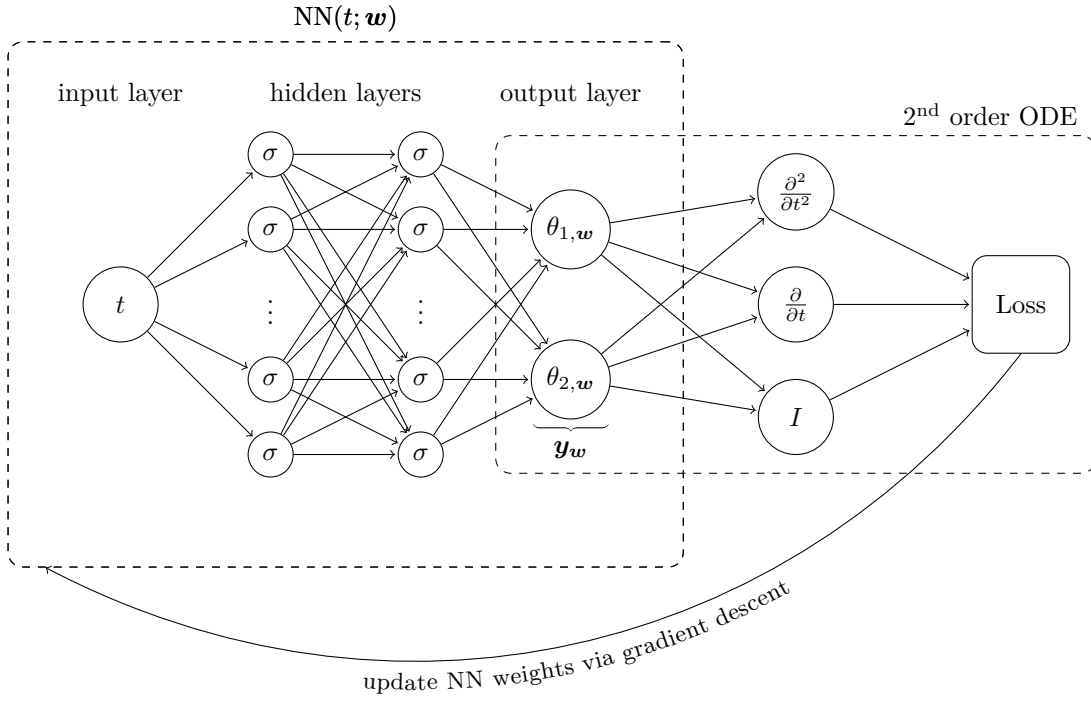 NN(t; w)
input layer
hidden layers
output layer
2nd order ODE
σ
σ
σ
σ
θ1,w
∂²/∂t²
t
⋮
⋮
∂/∂t
Loss
σ
σ
θ2,w
I
σ
σ
yw
update NN weights via gradient descent